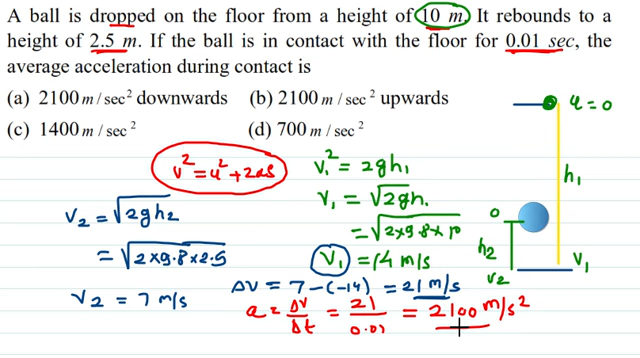 A ball is dropped on the floor from a height of 10 m. It rebounds to a
height of 2.5 m. If the ball is in contact with the floor for 0.01 sec, the
average acceleration during contact is
(a) 2100 m / sec² downwards (b) 2100 m / sec² upwards
(c) 1400 m / sec² (d) 700 m / sec²
u = 0
v² = u² + 2as
v₁² = 2gh₁
h₁
v₂ = √2gh₂
v₁ = √2gh₁
= √2×9.8×2.5
= √2×9.8×10
0
h₂
v₂
v₁
v₁ = 14 m/s
v₂ = 7 m/s
Δv = 7 - (-14) = 21 m/s
a = Δv/Δt = 21/0.01 = 2100 m/s²